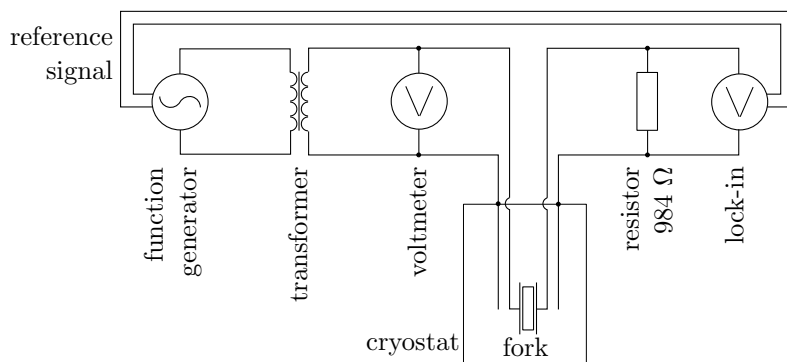 reference
signal
function
generator
transformer
voltmeter
resistor
984 Ω
lock-in
cryostat
fork